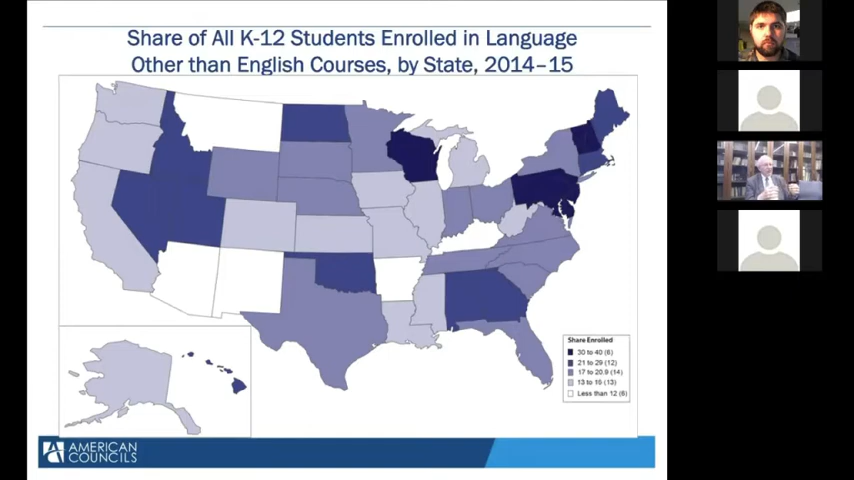 Share of All K-12 Students Enrolled in Language
Other than English Courses, by State, 2014–15
Share Enrolled
30 to 40 (6)
21 to 29 (12)
17 to 20.9 (14)
13 to 16 (13)
Less than 12 (6)
AMERICAN
COUNCILS